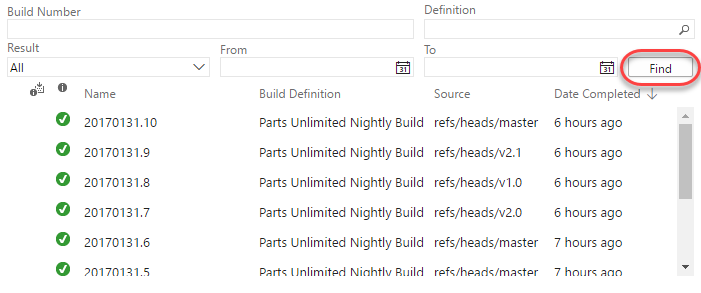 Build Number Definition
Result From To
All 31 31 Find
Name Build Definition Source Date Completed
20170131.10 Parts Unlimited Nightly Build refs/heads/master 6 hours ago
20170131.9 Parts Unlimited Nightly Build refs/heads/v2.1 6 hours ago
20170131.8 Parts Unlimited Nightly Build refs/heads/v1.0 6 hours ago
20170131.7 Parts Unlimited Nightly Build refs/heads/v2.0 6 hours ago
20170131.6 Parts Unlimited Nightly Build refs/heads/master 7 hours ago
20170131.5 Parts Unlimited Nightly Build refs/heads/master 7 hours ago